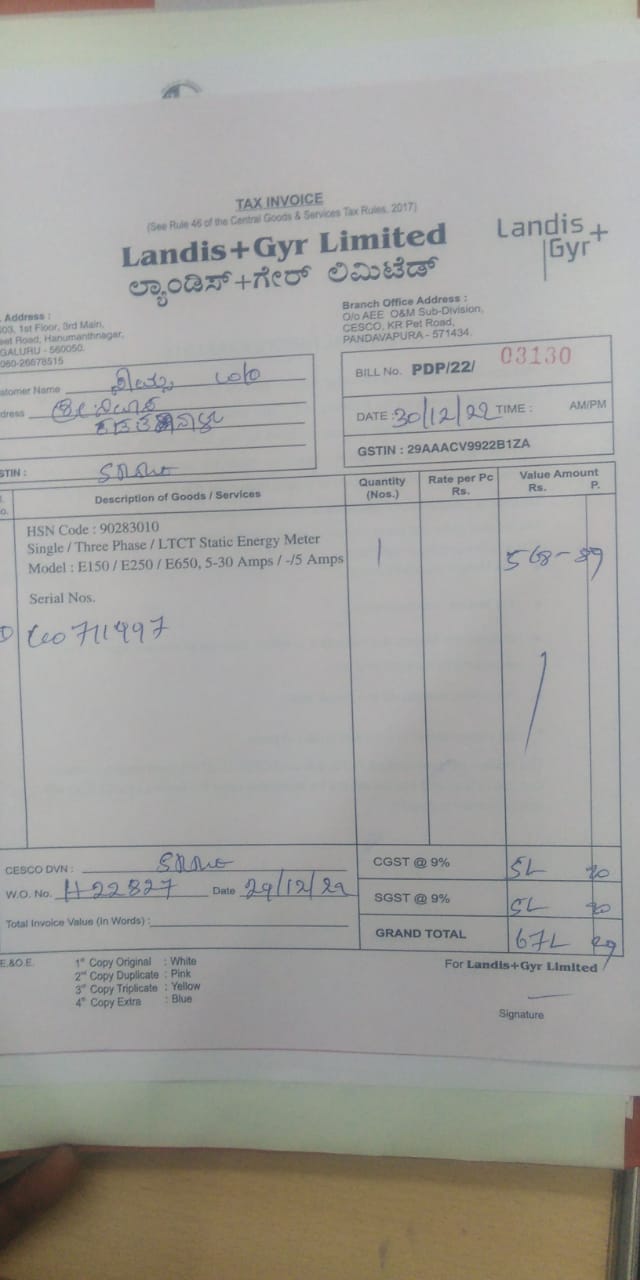 TAX INVOICE
(See Rule 46 of the Central Goods & Services Tax Rules, 2017)
Landis+Gyr Limited
ಲ್ಯಾಂಡಿಸ್+ಗೇರ್ ಲಿಮಿಟೆಡ್
Landis
Gyr+
Address :
03, 1st Floor, 3rd Main,
Road, Hanumanthnagar,
GALURU - 560050.
080-26678515
Branch Office Address :
O/o AEE O&M Sub-Division,
CESCO, KR Pet Road,
PANDAVAPURA - 571434.
stomer Name
dress
STIN :
BILL No. PDP/22/ 03130
DATE : 30/12/22 TIME : AM/PM
GSTIN : 29AAACV9922B1ZA
Description of Goods / Services
Quantity (Nos.)
Rate per Pc Rs.
Value Amount Rs. P.
HSN Code : 90283010
Single / Three Phase / LTCT Static Energy Meter
Model : E150 / E250 / E650, 5-30 Amps / -/5 Amps
1
568-89
Serial Nos.
CESCO DVN :
W.O. No. H22827 Date 29/12/22
Total Invoice Value (In Words) :
CGST @ 9%
SGST @ 9%
GRAND TOTAL
E.&O.E.
1st Copy Original : White
2nd Copy Duplicate : Pink
3rd Copy Triplicate : Yellow
4th Copy Extra : Blue
For Landis+Gyr Limited
Signature